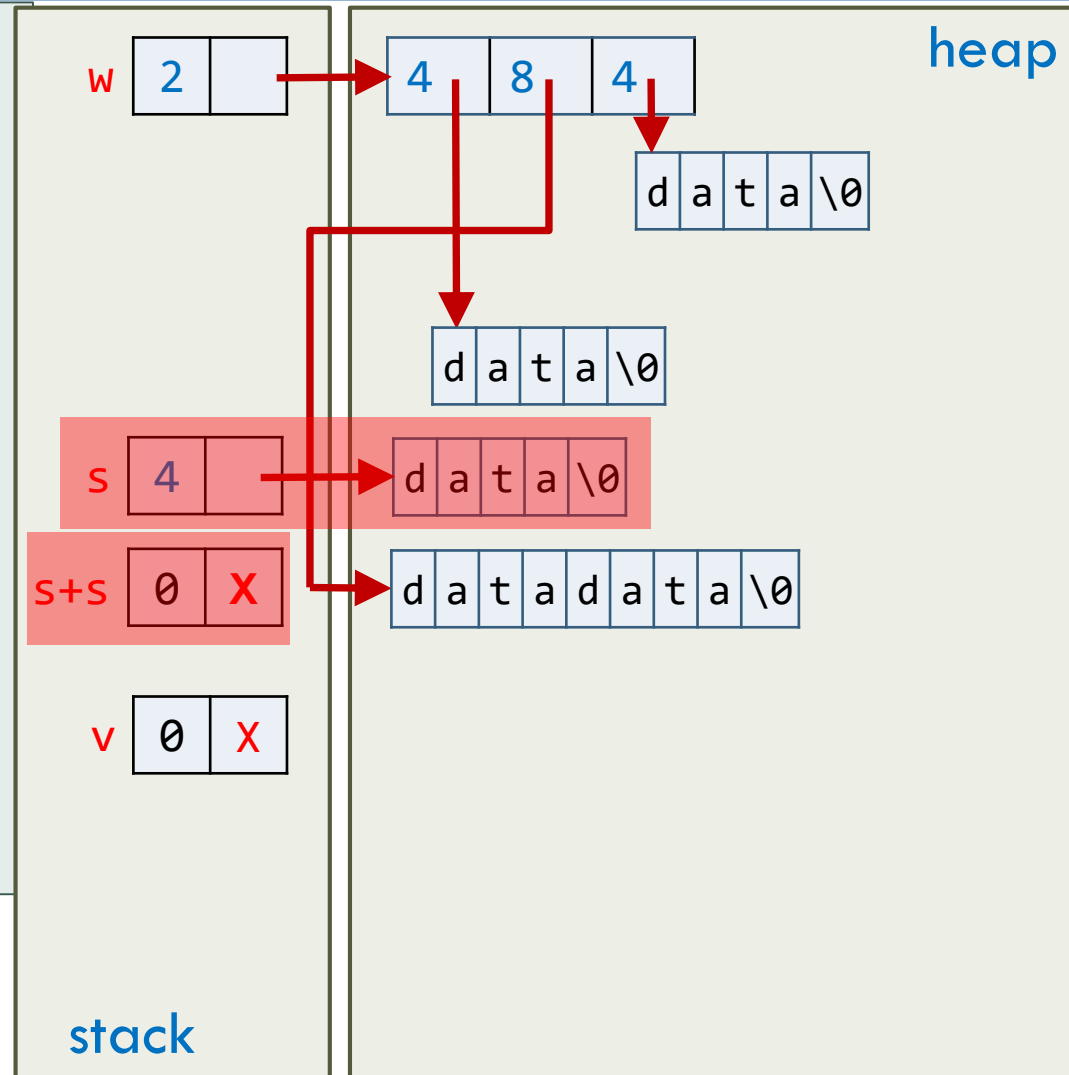 heap
w 2 4 8 4
d a t a \0
d a t a \0
s 4 d a t a \0
s+s 0 X d a t a d a t a \0
v 0 X
stack